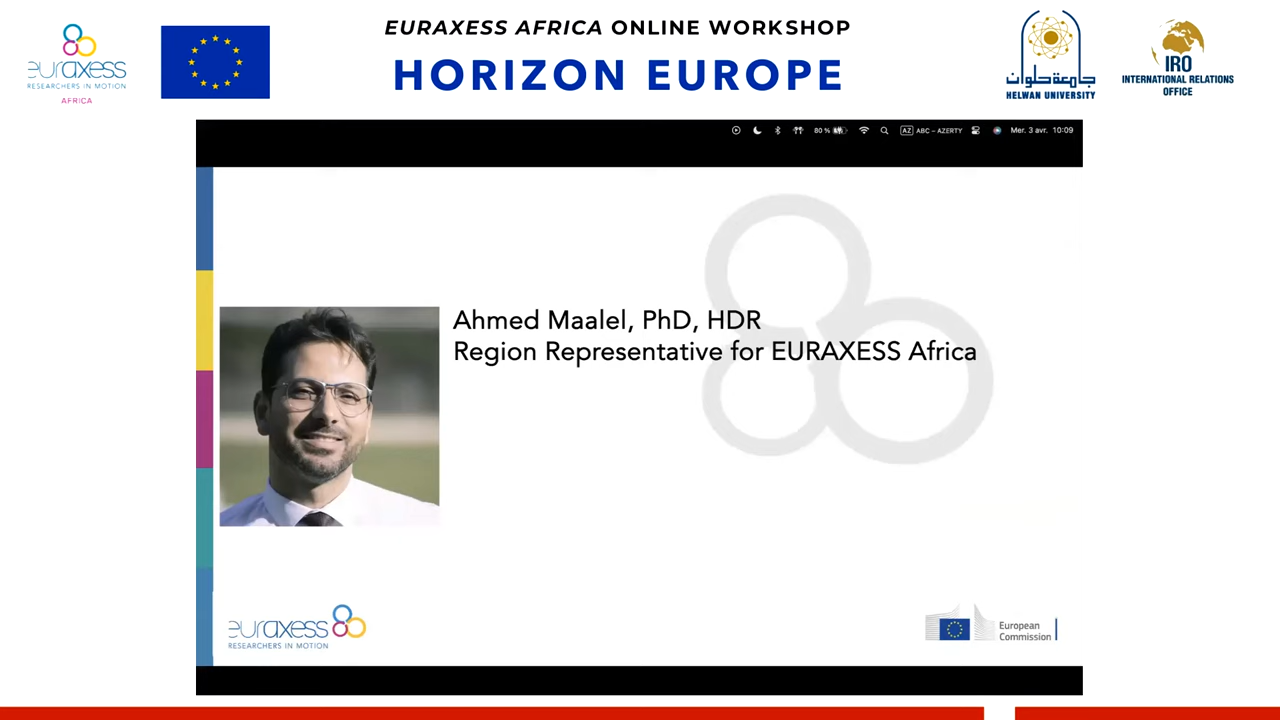 EURAXESS AFRICA ONLINE WORKSHOP
HORIZON EUROPE
euraxess
RESEARCHERS IN MOTION
AFRICA
جامعة حلوان
HELWAN UNIVERSITY
IRO
INTERNATIONAL RELATIONS
OFFICE
80 %
AZ ABC – AZERTY
Mer. 3 avr. 10:09
Ahmed Maalel, PhD, HDR
Region Representative for EURAXESS Africa
euraxess
RESEARCHERS IN MOTION
European
Commission